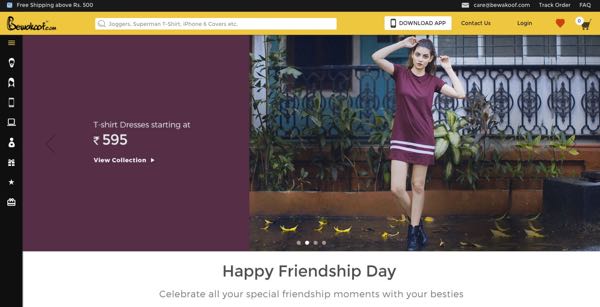 Free Shipping above Rs. 500
care@bewakoof.com
Track Order
FAQ
Bewakoof.com
Joggers, Superman T-Shirt, iPhone 6 Covers etc.
DOWNLOAD APP
Contact Us
Login
0
T-shirt Dresses starting at
₹ 595
View Collection
Happy Friendship Day
Celebrate all your special friendship moments with your besties